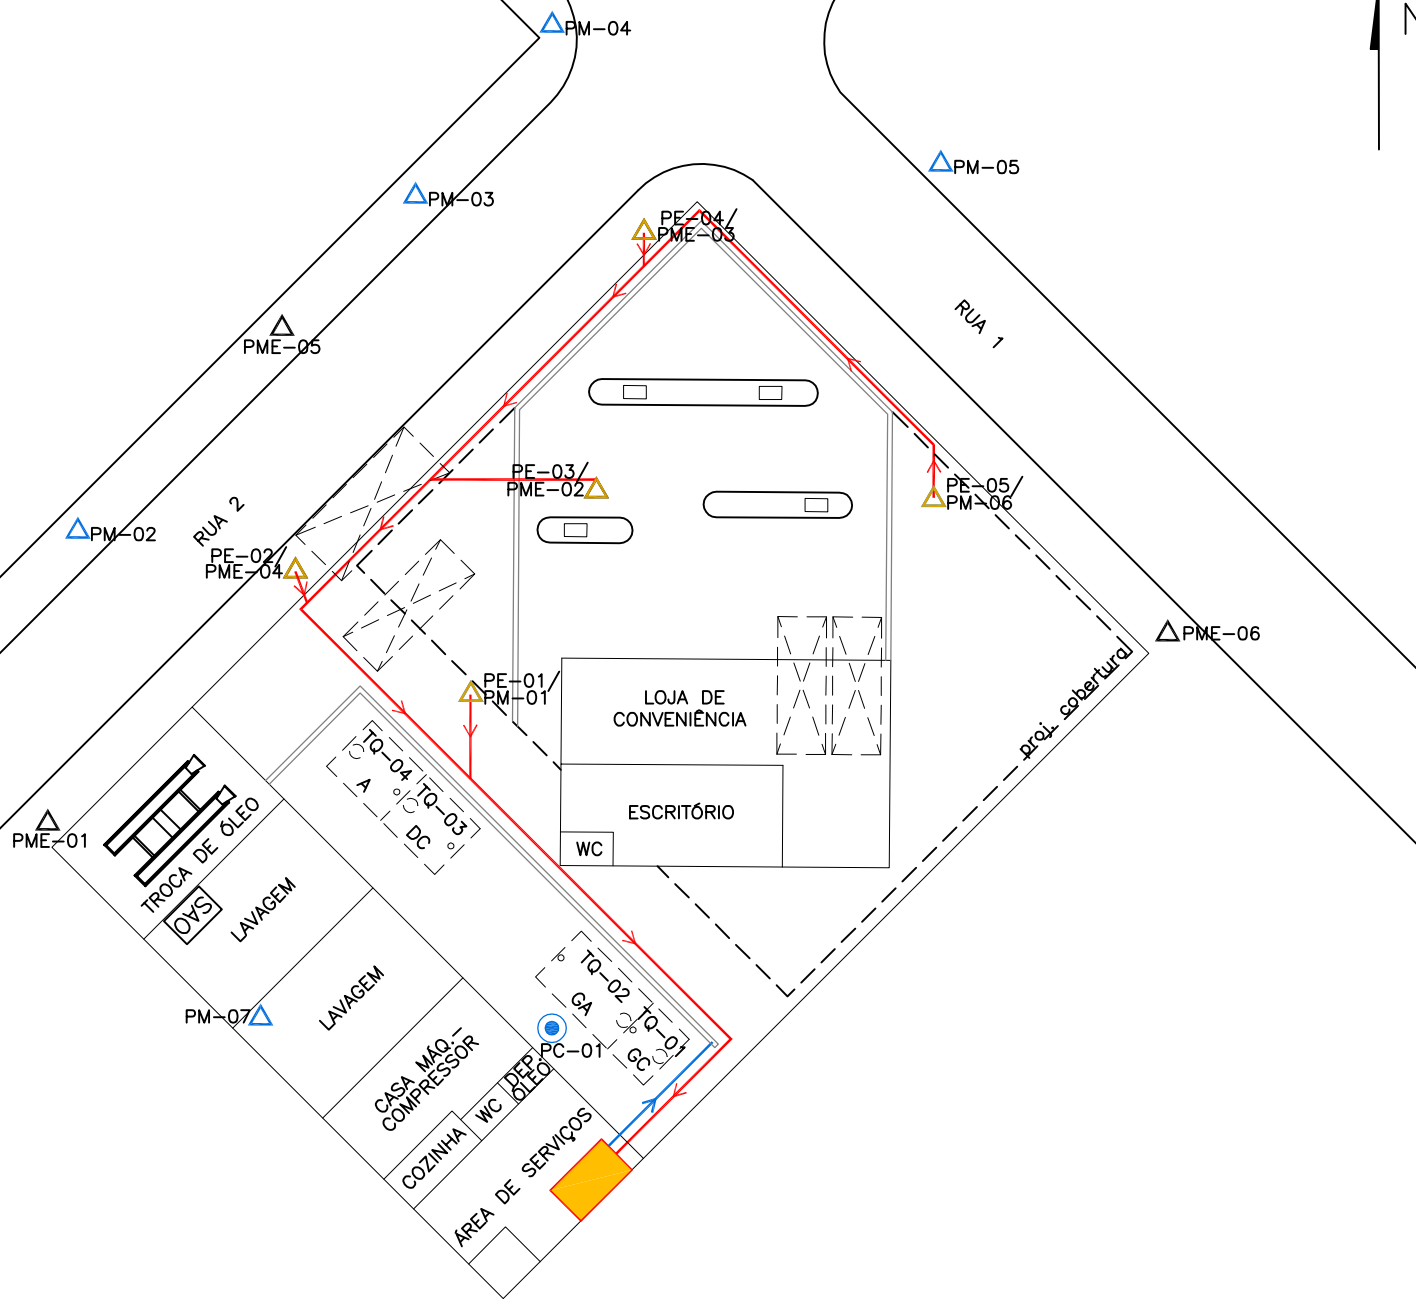 N
PM-04
PM-05
PM-03
PE-04/
PME-03
RUA 1
PME-05
PE-03/
PME-02
PE-05/
PM-06
RUA 2
PM-02
PE-02/
PME-04
PME-06
PE-01/
PM-01
LOJA DE
CONVENIÊNCIA
proj. cobertura
TQ-04
A
TQ-03
DC
ESCRITÓRIO
WC
PME-01
TROCA DE ÓLEO
SAO
LAVAGEM
LAVAGEM
TQ-02
GA
TQ-01
GC
PM-07
PC-01
CASA MÁQ.-
COMPRESSOR
DEP.
ÓLEO
WC
COZINHA
ÁREA DE SERVIÇOS